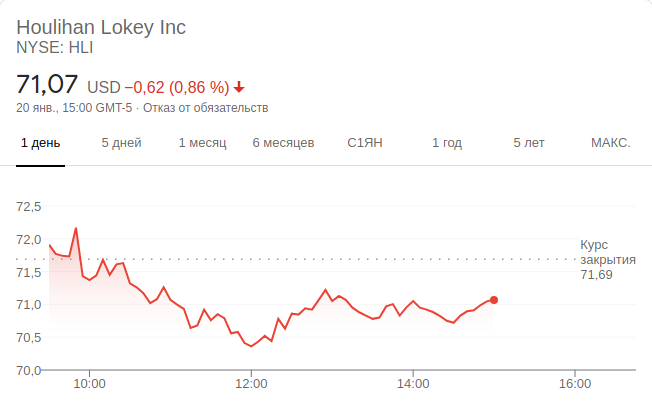 Houlihan Lokey Inc
NYSE: HLI
71,07 USD −0,62 (0,86 %)
20 янв., 15:00 GMT-5 · Отказ от обязательств
1 день 5 дней 1 месяц 6 месяцев С1ЯН 1 год 5 лет МАКС.
72,5
72,0
Курс
закрытия
71,69
71,5
71,0
70,5
70,0
10:00 12:00 14:00 16:00